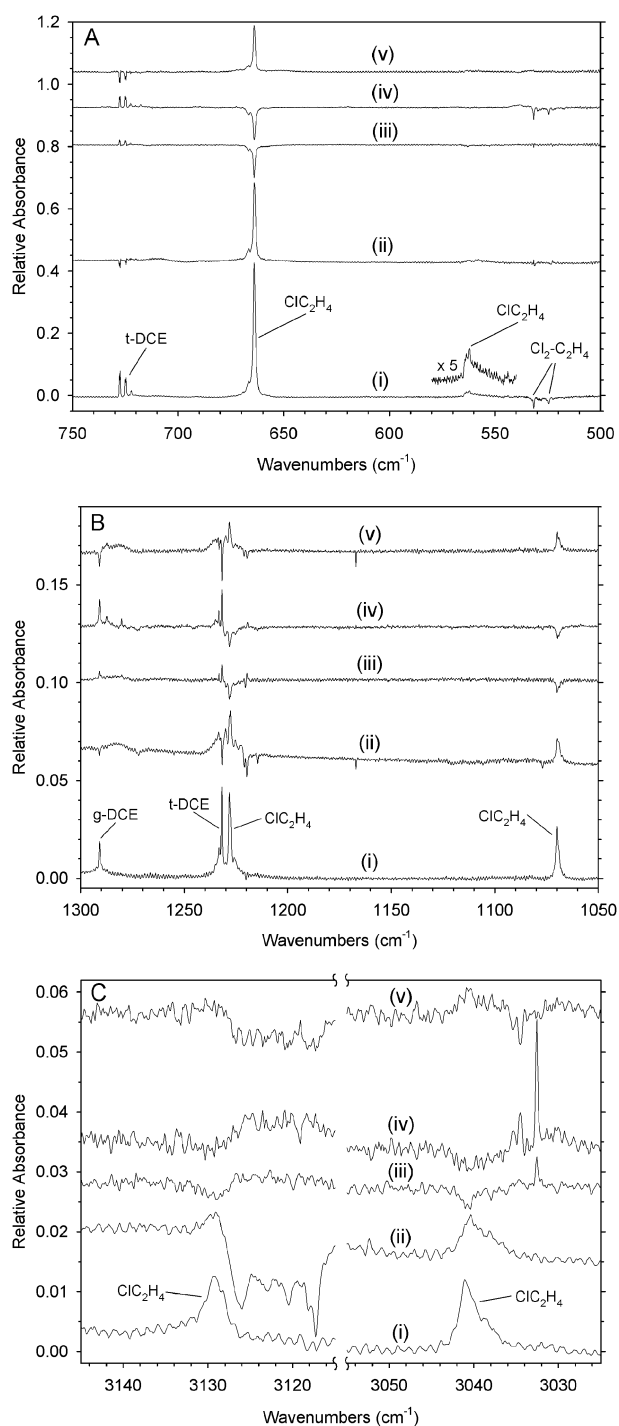 A
1.2
1.0
0.8
0.6
0.4
0.2
0.0
Relative Absorbance
(v)
(iv)
(iii)
(ii)
(i)
t-DCE
ClC2H4
ClC2H4
x 5
Cl2-C2H4
750 700 650 600 550 500
Wavenumbers (cm-1)
B
0.15
0.10
0.05
0.00
Relative Absorbance
(v)
(iv)
(iii)
(ii)
(i)
g-DCE
t-DCE
ClC2H4
ClC2H4
1300 1250 1200 1150 1100 1050
Wavenumbers (cm-1)
C
0.06
0.05
0.04
0.03
0.02
0.01
0.00
Relative Absorbance
(v)
(iv)
(iii)
(ii)
(i)
ClC2H4
ClC2H4
3140 3130 3120 3050 3040 3030
Wavenumbers (cm-1)